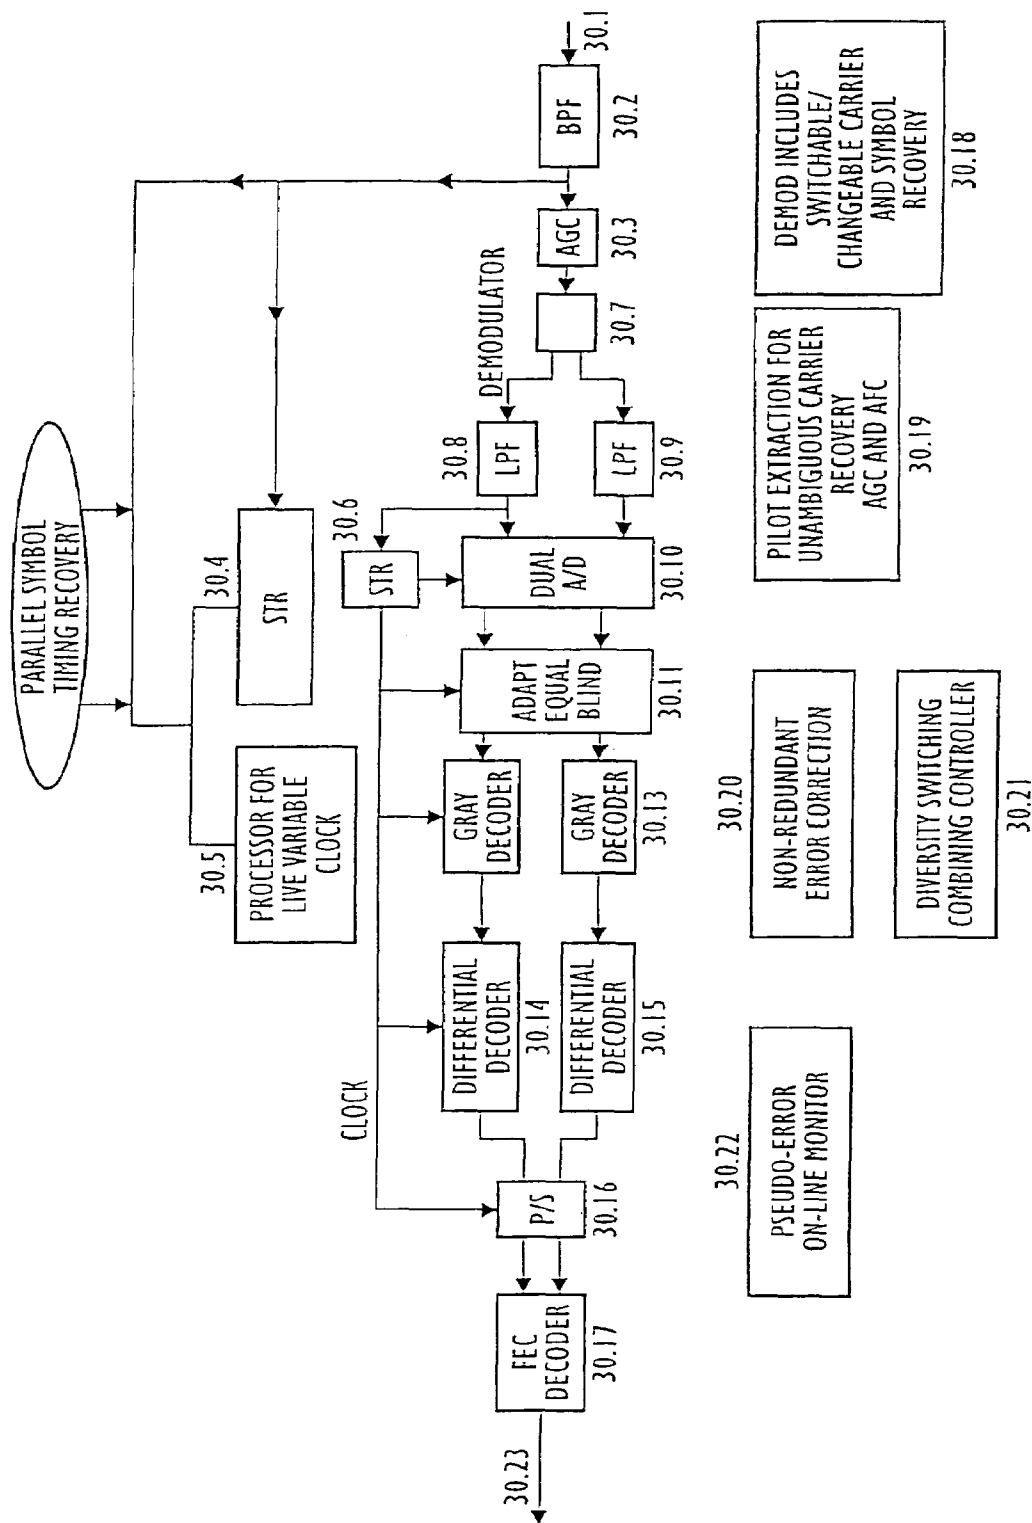 PARALLEL SYMBOL
TIMING RECOVERY
30.5
PROCESSOR FOR
LIVE VARIABLE
CLOCK
30.4
STR
CLOCK
STR
30.6
DEMODULATOR
30.23
FEC
DECODER
30.17
P/S
30.16
DIFFERENTIAL
DECODER
30.14
DIFFERENTIAL
DECODER
30.15
GRAY
DECODER
GRAY
DECODER
30.13
ADAPT
EQUAL
BLIND
30.11
DUAL
A/D
30.10
30.8
LPF
LPF
30.9
30.7
AGC
30.3
BPF
30.2
30.1
30.22
PSEUDO-ERROR
ON-LINE MONITOR
30.20
NON-REDUNDANT
ERROR CORRECTION
DIVERSITY SWITCHING
COMBINING CONTROLLER
30.21
PILOT EXTRACTION FOR
UNAMBIGUOUS CARRIER
RECOVERY
AGC AND AFC
30.19
DEMOD INCLUDES
SWITCHABLE/
CHANGEABLE CARRIER
AND SYMBOL
RECOVERY
30.18